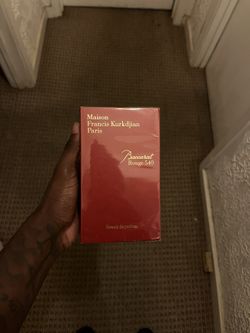 Maison
Francis Kurkdjian
Paris
Baccarat
Rouge 540